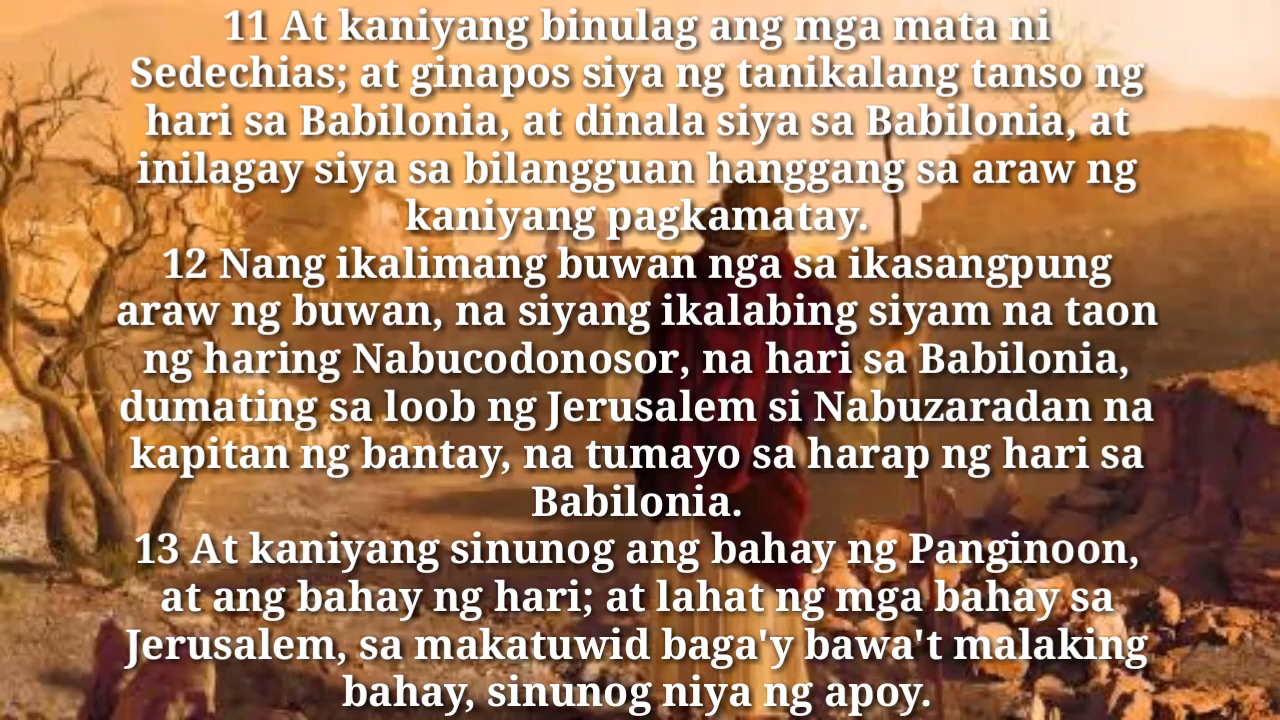 11 At kaniyang binulag ang mga mata ni
Sedechias; at ginapos siya ng tanikalang tanso ng
hari sa Babilonia, at dinala siya sa Babilonia, at
inilagay siya sa bilangguan hanggang sa araw ng
kaniyang pagkamatay.
12 Nang ikalimang buwan nga sa ikasangpung
araw ng buwan, na siyang ikalabing siyam na taon
ng haring Nabucodonosor, na hari sa Babilonia,
dumating sa loob ng Jerusalem si Nabuzaradan na
kapitan ng bantay, na tumayo sa harap ng hari sa
Babilonia.
13 At kaniyang sinunog ang bahay ng Panginoon,
at ang bahay ng hari; at lahat ng mga bahay sa
Jerusalem, sa makatuwid baga'y bawa't malaking
bahay, sinunog niya ng apoy.